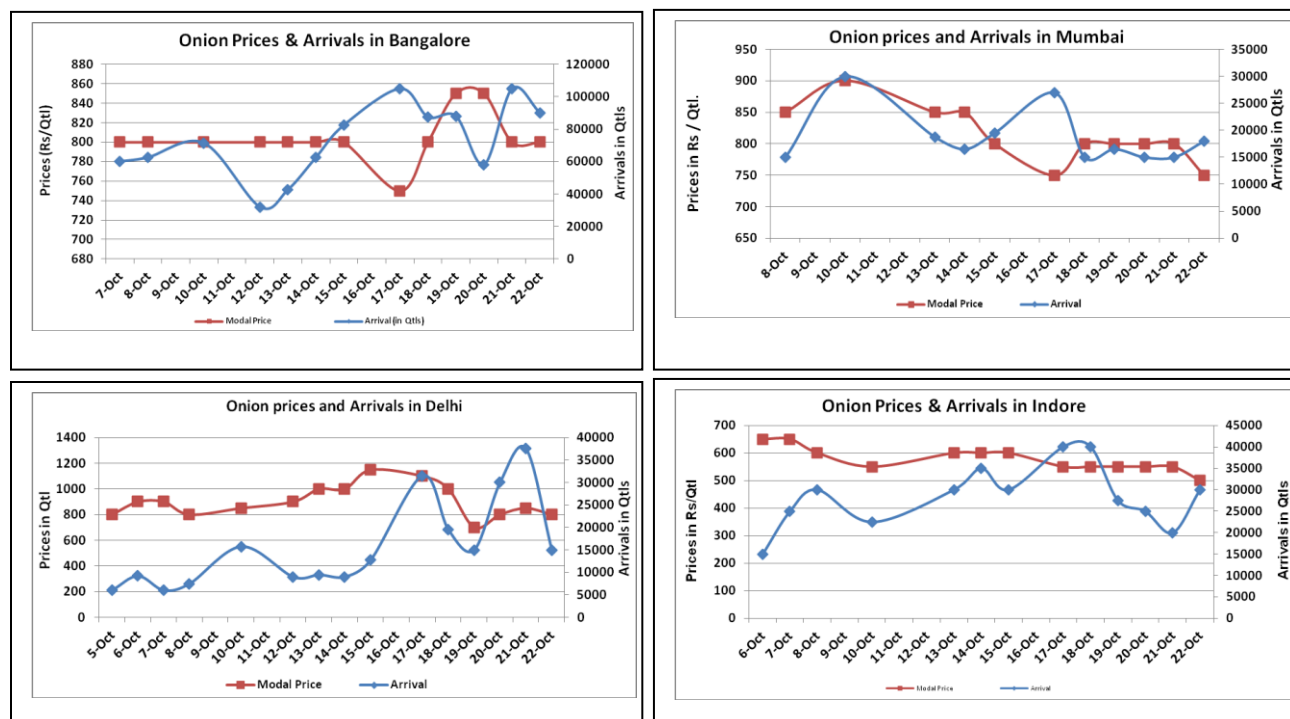 Onion Prices & Arrivals in Bangalore
Prices (Rs/Qtl)
880
860
840
820
800
780
760
740
720
700
680
120000
100000
80000
60000
40000
20000
0
Arrivals in Qtls
7-Oct
8-Oct
9-Oct
10-Oct
11-Oct
12-Oct
13-Oct
14-Oct
15-Oct
16-Oct
17-Oct
18-Oct
19-Oct
20-Oct
21-Oct
22-Oct
Modal Price
Arrival (in Qtls)
Onion prices and Arrivals in Mumbai
Prices in Rs / Qtl.
950
900
850
800
750
700
650
35000
30000
25000
20000
15000
10000
5000
0
Arrivals in Qtls
8-Oct
9-Oct
10-Oct
11-Oct
12-Oct
13-Oct
14-Oct
15-Oct
16-Oct
17-Oct
18-Oct
19-Oct
20-Oct
21-Oct
22-Oct
Modal Price
Arrival
Onion prices and Arrivals in Delhi
Prices in Qtl
1400
1200
1000
800
600
400
200
0
40000
35000
30000
25000
20000
15000
10000
5000
0
Arrivals in Qtls
5-Oct
6-Oct
7-Oct
8-Oct
9-Oct
10-Oct
11-Oct
12-Oct
13-Oct
14-Oct
15-Oct
16-Oct
17-Oct
18-Oct
19-Oct
20-Oct
21-Oct
22-Oct
Modal Price
Arrival
Onion Prices & Arrivals in Indore
Prices in Rs/Qtl
700
600
500
400
300
200
100
0
45000
40000
35000
30000
25000
20000
15000
10000
5000
0
Arrivals in Qtls
6-Oct
7-Oct
8-Oct
9-Oct
10-Oct
11-Oct
12-Oct
13-Oct
14-Oct
15-Oct
16-Oct
17-Oct
18-Oct
19-Oct
20-Oct
21-Oct
22-Oct
Modal Price
Arrival